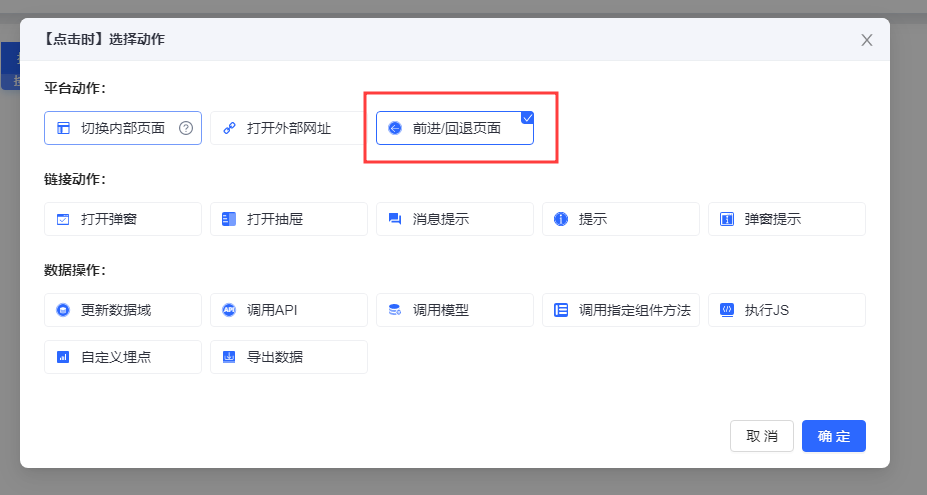 【点击时】选择动作
平台动作：
切换内部页面
打开外部网址
前进/回退页面
链接动作：
打开弹窗
打开抽屉
消息提示
提示
弹窗提示
数据操作：
更新数据域
调用API
调用模型
调用指定组件方法
执行JS
自定义埋点
导出数据
取 消
确 定